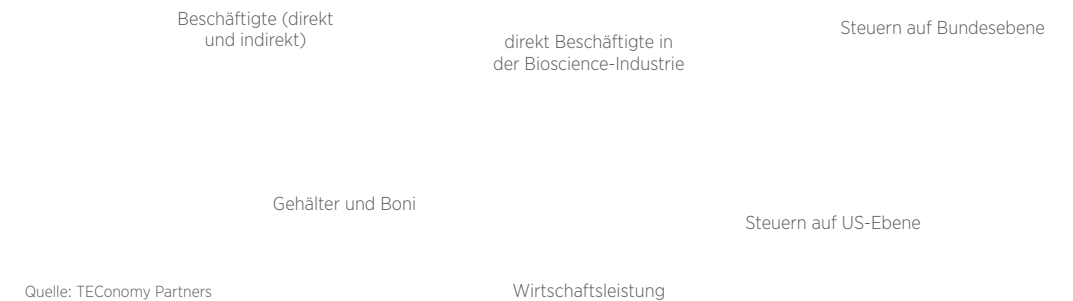 Beschäftigte (direkt
und indirekt)
direkt Beschäftigte in
der Bioscience-Industrie
Steuern auf Bundesebene
Gehälter und Boni
Steuern auf US-Ebene
Quelle: TEConomy Partners
Wirtschaftsleistung